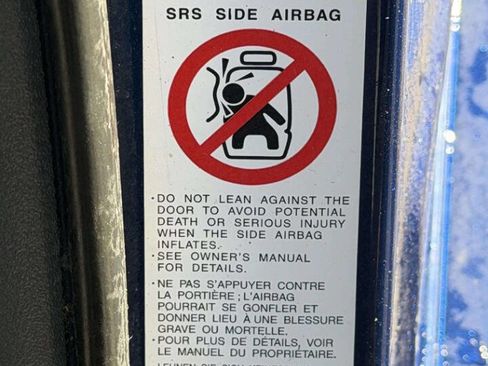 SRS SIDE AIRBAG
·DO NOT LEAN AGAINST THE
DOOR TO AVOID POTENTIAL
DEATH OR SERIOUS INJURY
WHEN THE SIDE AIRBAG
INFLATES.
·SEE OWNER'S MANUAL
FOR DETAILS.
·NE PAS S'APPUYER CONTRE
LA PORTIÈRE ; L'AIRBAG
POURRAIT SE GONFLER ET
DONNER LIEU À UNE BLESSURE
GRAVE OU MORTELLE.
·POUR PLUS DE DÉTAILS, VOIR
LE MANUEL DU PROPRIÉTAIRE.